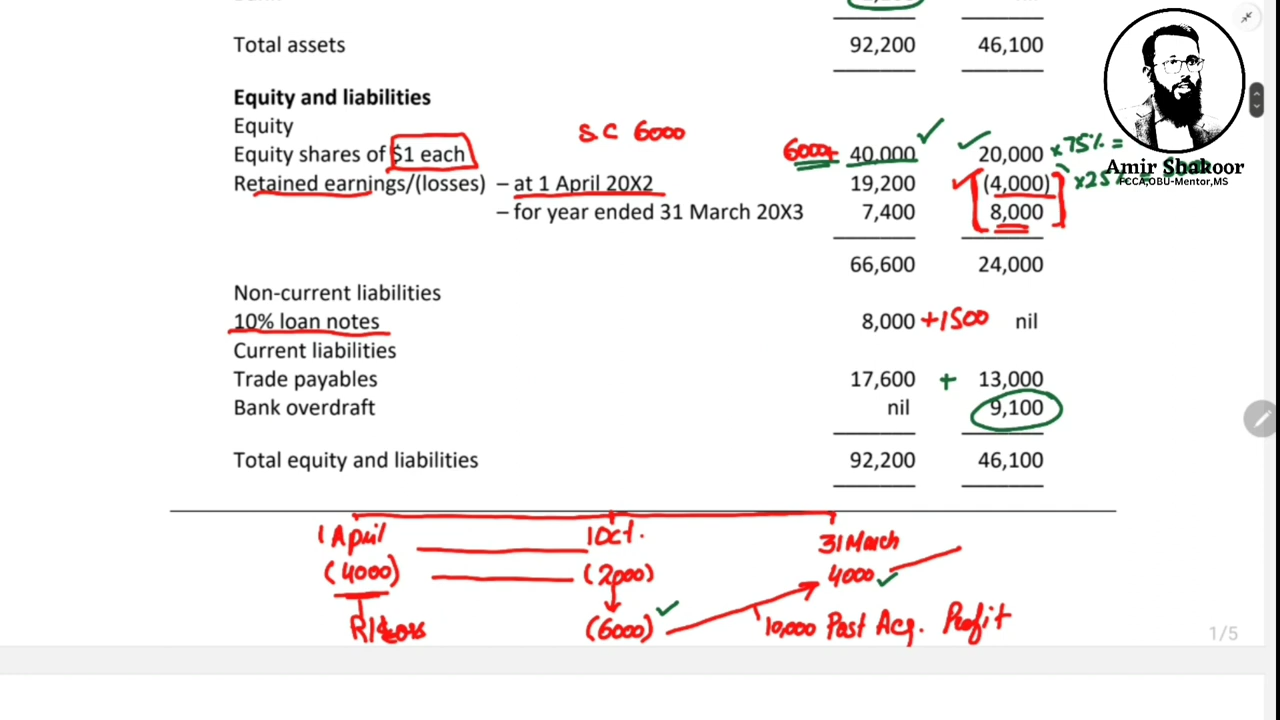 Total assets 92,200 46,100
Equity and liabilities
Equity
S C 6000
Equity shares of $1 each 6000+ 40,000 20,000 x75% =
Amir Shakoor
FCCA,OBU-Mentor,MS
Retained earnings/(losses) – at 1 April 20X2 19,200 (4,000) x25% =
– for year ended 31 March 20X3 7,400 8,000
66,600 24,000
Non-current liabilities
10% loan notes 8,000 +1500 nil
Current liabilities
Trade payables 17,600 + 13,000
Bank overdraft nil 9,100
Total equity and liabilities 92,200 46,100
1 April 1 Oct. 31 March
(4000) (2000) 4000
(6000) 10,000 Post Acq. Profit
1/5